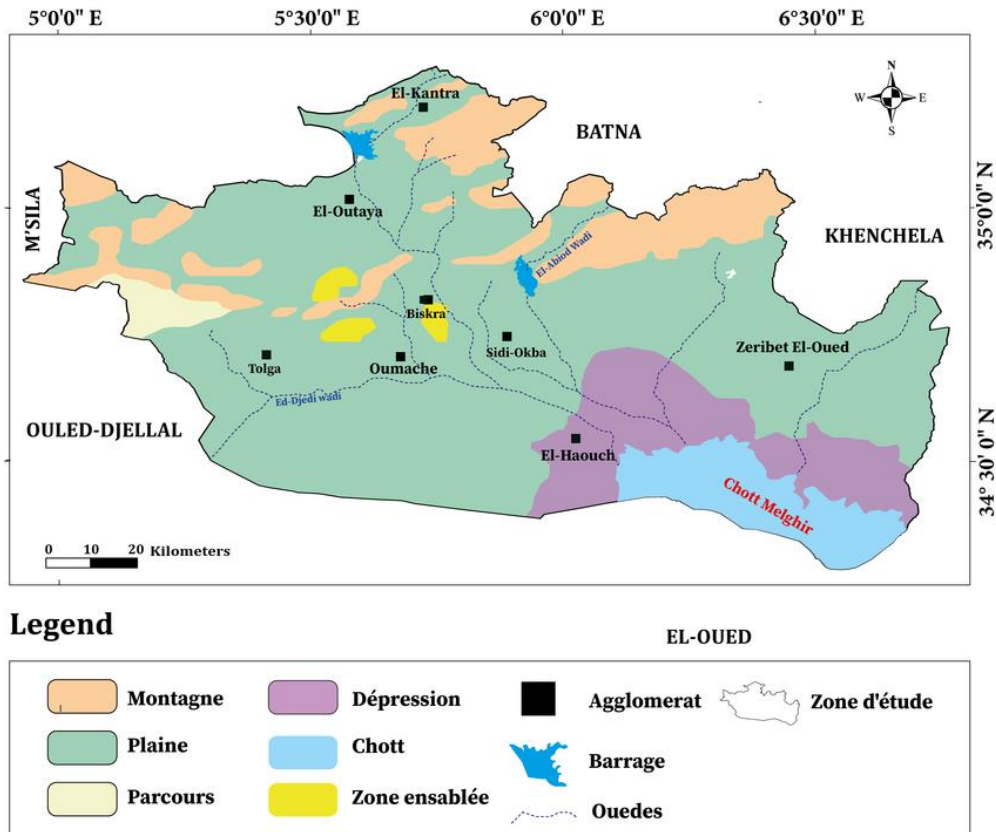 5°0'0" E 5°30'0" E 6°0'0" E 6°30'0" E
N
W E
S
El-Kantra
BATNA
M'SILA
35°0'0" N
El-Outaya
KHENCHELA
El-Abiod Wadi
Biskra
Sidi-Okba
Zeribet El-Oued
Tolga
Oumache
Ed-Djedi wadi
OULED-DJELLAL
El-Haouch
34° 30' 0" N
Chott Melghir
0 10 20 Kilometers
Legend
EL-OUED
Montagne
Dépression
Agglomerat
Zone d'étude
Plaine
Chott
Barrage
Parcours
Zone ensablée
Ouedes